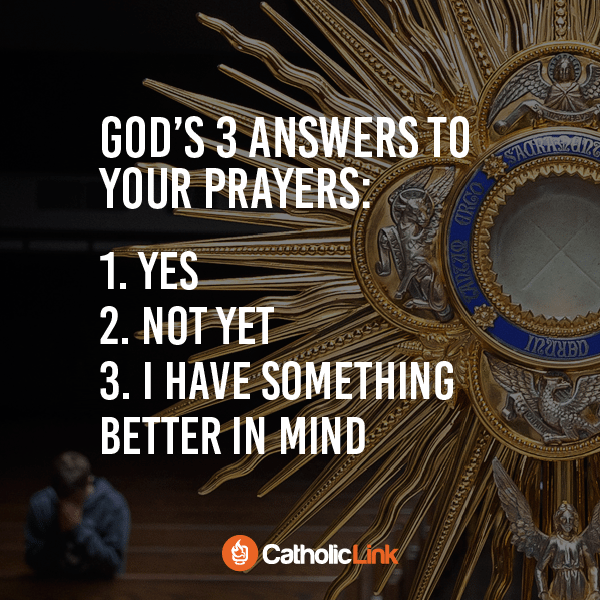 GOD'S 3 ANSWERS TO
YOUR PRAYERS:
1. YES
2. NOT YET
3. I HAVE SOMETHING
BETTER IN MIND
CatholicLink